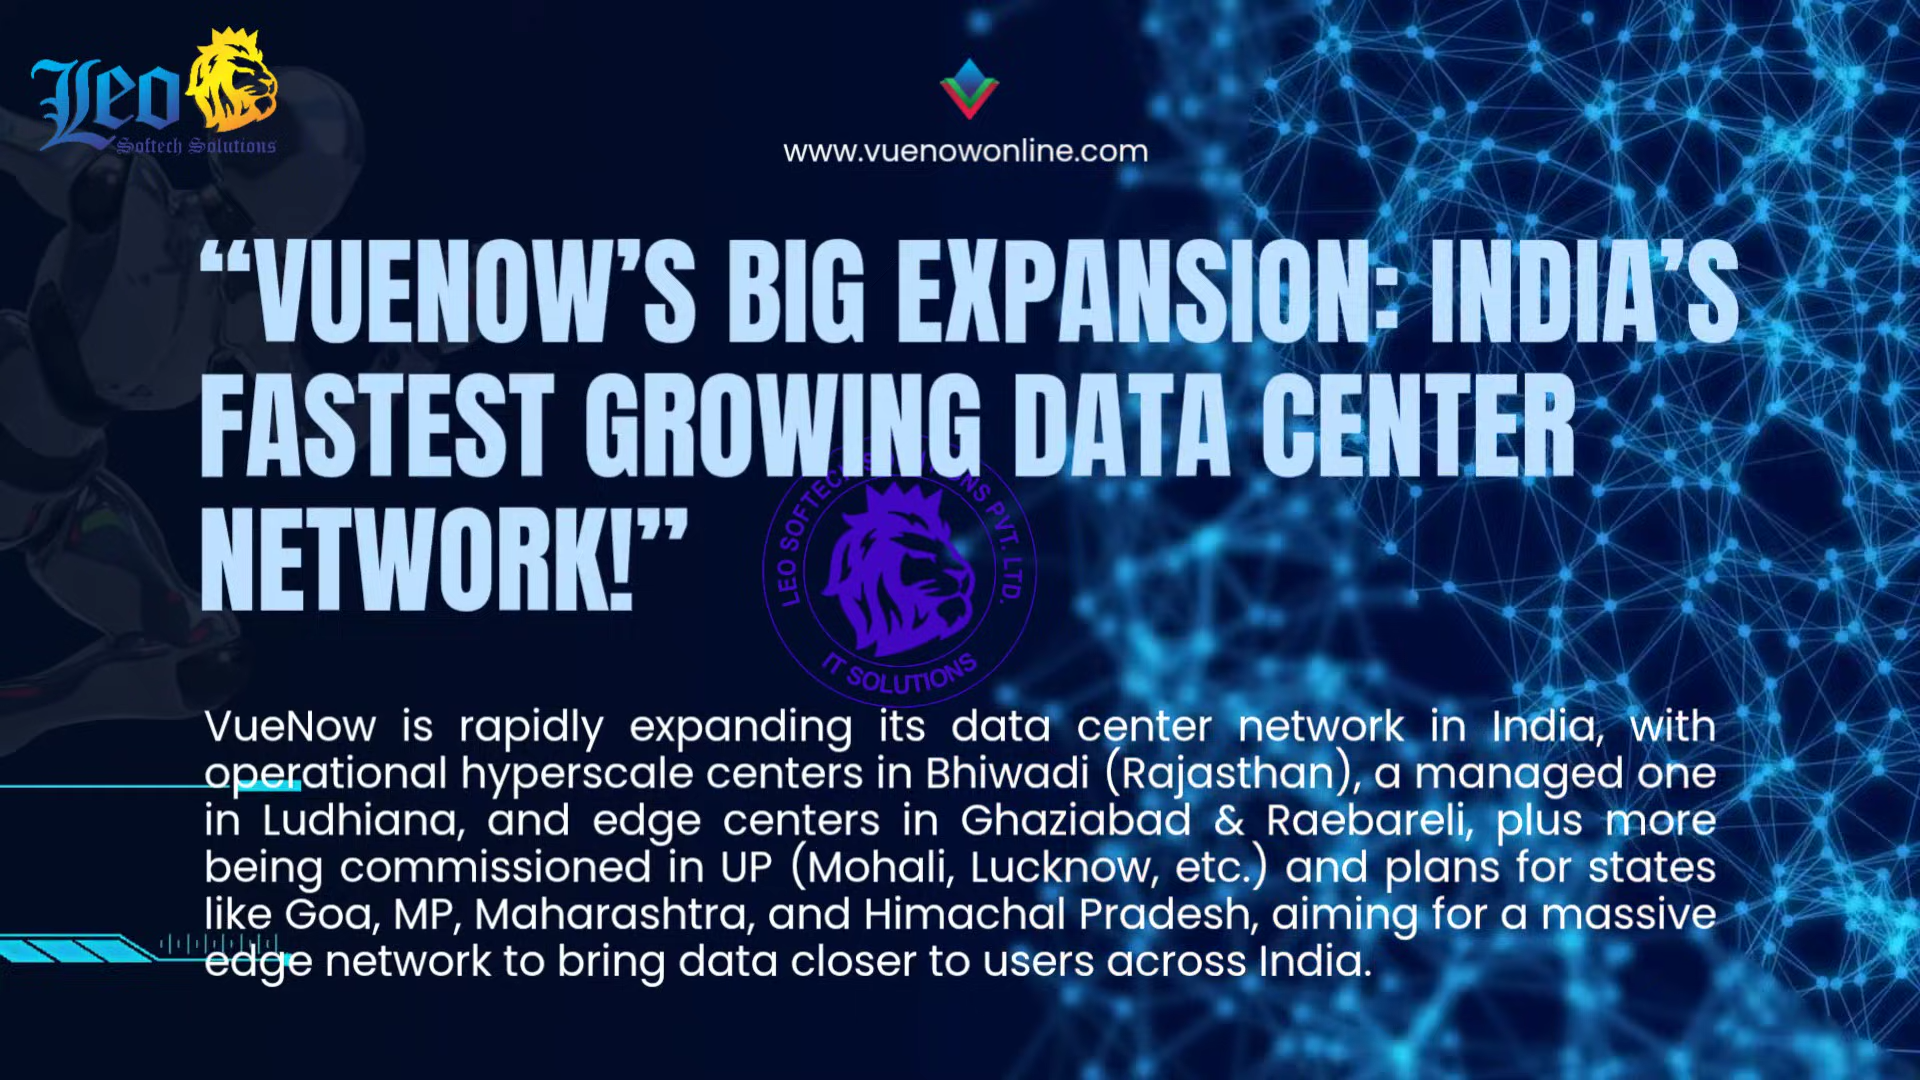 Leo
Softech Solutions
www.vuenowonline.com
“VUENOW’S BIG EXPANSION: INDIA’S
FASTEST GROWING DATA CENTER
NETWORK!”
LEO SOFTECH SOLUTIONS PVT. LTD.
IT SOLUTIONS
VueNow is rapidly expanding its data center network in India, with
operational hyperscale centers in Bhiwadi (Rajasthan), a managed one
in Ludhiana, and edge centers in Ghaziabad & Raebareli, plus more
being commissioned in UP (Mohali, Lucknow, etc.) and plans for states
like Goa, MP, Maharashtra, and Himachal Pradesh, aiming for a massive
edge network to bring data closer to users across India.